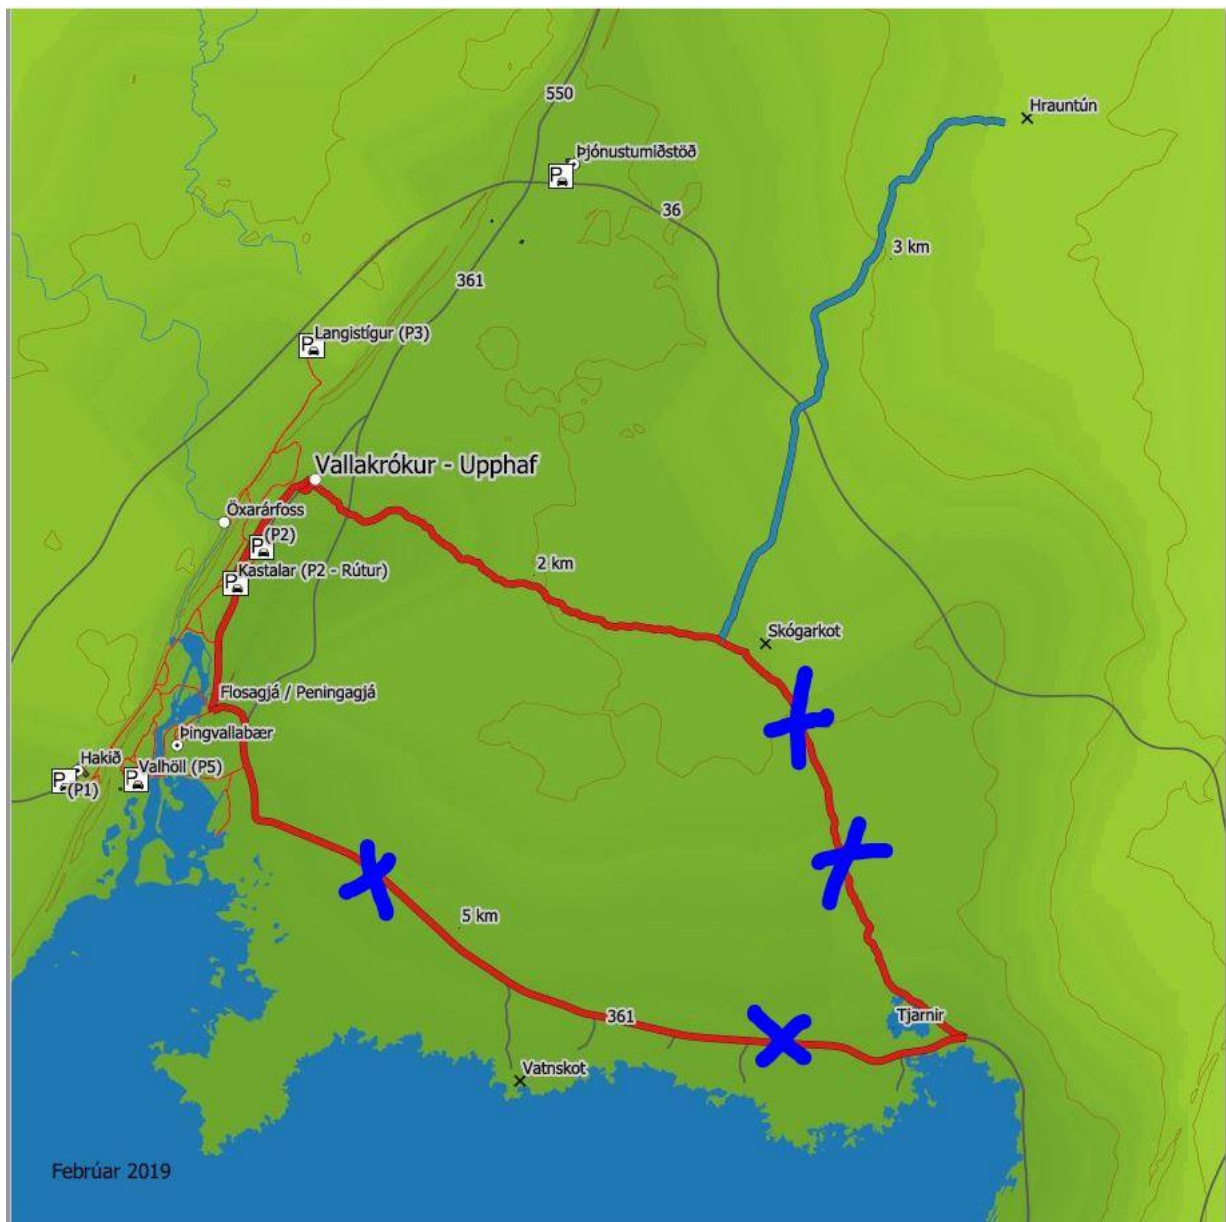 550
Hrauntún
Þjónustumiðstöð
P
36
3 km
361
Langistígur (P3)
P
Vallakrókur - Upphaf
Öxarárfoss
(P2)
P
2 km
Kastalar (P2 - Rútur)
P
Skógarkot
Flosagjá / Peningagjá
Þingvallabær
Hakið
Valhöll (P5)
P
P
(P1)
5 km
361
Tjarnir
Vatnskot
Febrúar 2019